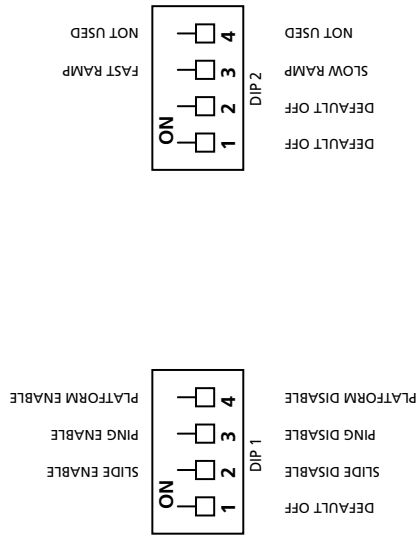 DEFAULT OFF
1
ON
SLIDE DISABLE
2
SLIDE ENABLE
DIP 1
PING DISABLE
3
PING ENABLE
PLATFORM DISABLE
4
PLATFORM ENABLE
DEFAULT OFF
1
ON
DEFAULT OFF
2
DIP 2
SLOW RAMP
3
FAST RAMP
NOT USED
4
NOT USED